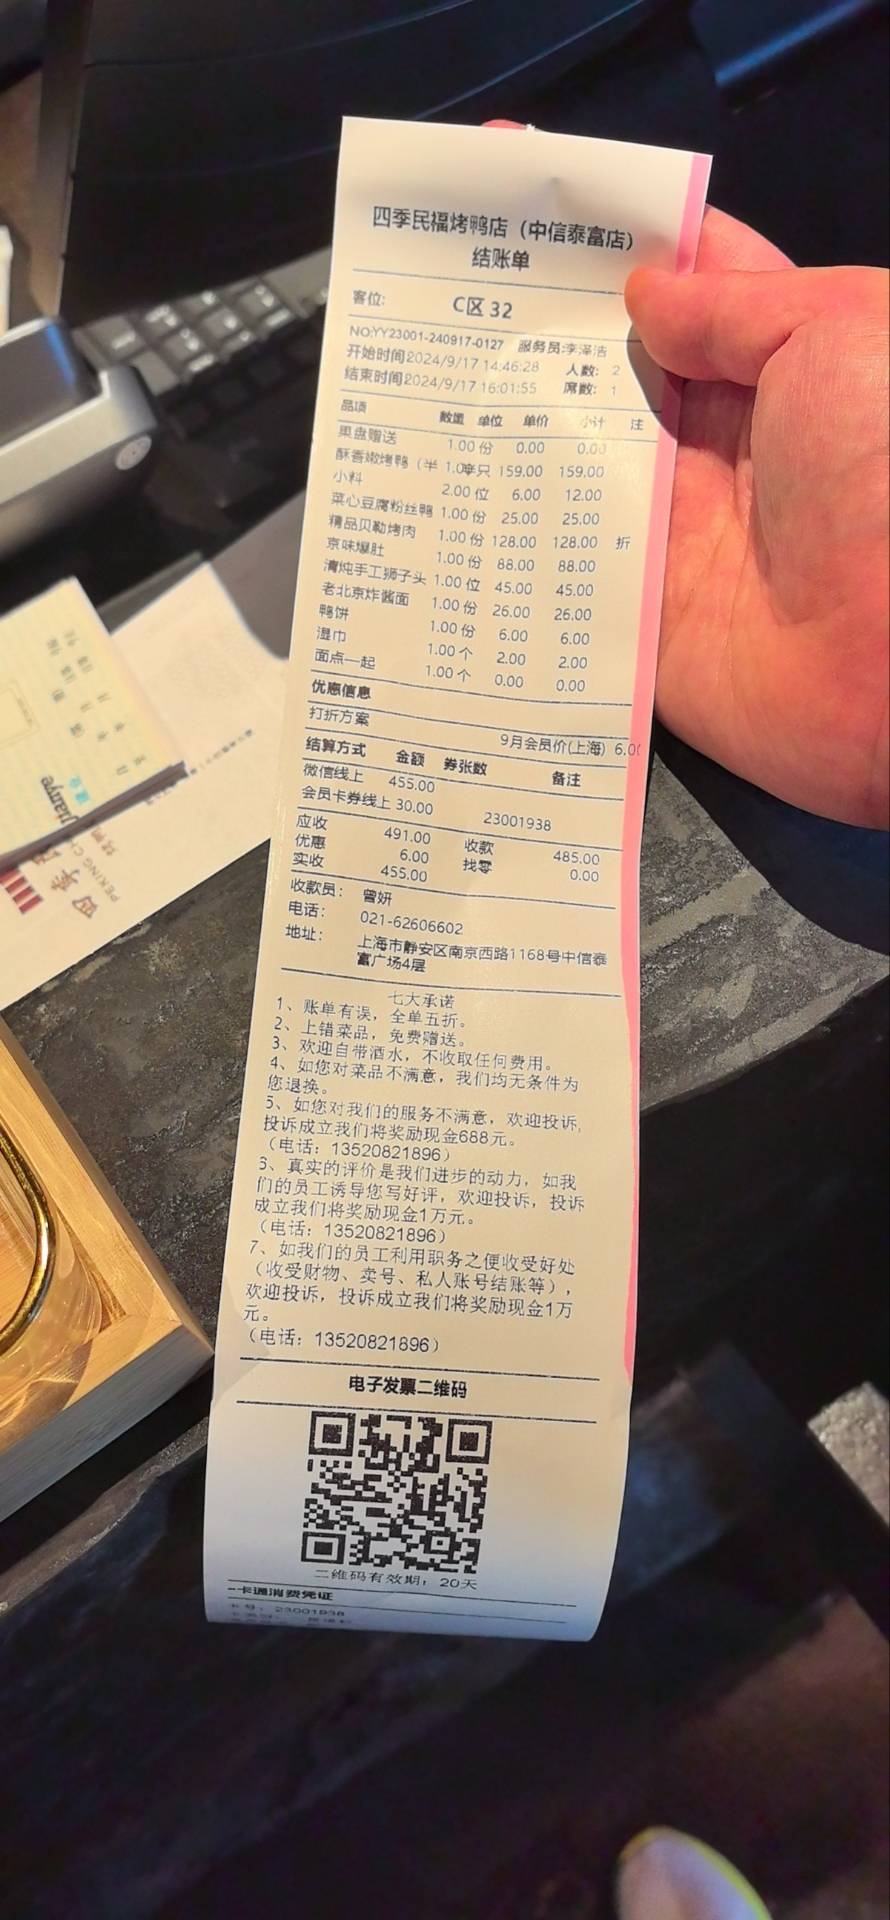 四季民福烤鸭店（中信泰富店）
结账单
客位: C区 32
NO:YY23001-240917-0127 服务员:李泽浩
开始时间2024/9/17 14:46:28 人数: 2
结束时间2024/9/17 16:01:55 席数: 1
品项 数量 单位 单价 小计 注
果盘赠送 1.00 份 0.00 0.00
酥香嫩烤鸭（半 1.0 只 159.00 159.00
小料 2.00 位 6.00 12.00
菜心豆腐粉丝鸭 1.00 份 25.00 25.00
精品贝勒烤肉 1.00 份 128.00 128.00 折
京味爆肚 1.00 份 88.00 88.00
清炖手工狮子头 1.00 位 45.00 45.00
老北京炸酱面 1.00 份 26.00 26.00
鸭饼 1.00 份 6.00 6.00
湿巾 1.00 个 2.00 2.00
面点一起 1.00 个 0.00 0.00
优惠信息
打折方案 9月会员价(上海) 6.00
结算方式 金额 券张数 备注
微信线上 455.00
会员卡券线上 30.00 23001938
应收 491.00 收款 485.00
优惠 6.00 找零 0.00
实收 455.00
收款员: 曾妍
电话: 021-62606602
地址: 上海市静安区南京西路1168号中信泰
富广场4层
七大承诺
1、账单有误，全单五折。
2、上错菜品，免费赠送。
3、欢迎自带酒水，不收取任何费用。
4、如您对菜品不满意，我们均无条件为
您退换。
5、如您对我们的服务不满意，欢迎投诉,
投诉成立我们将奖励现金688元。
（电话：13520821896）
6、真实的评价是我们进步的动力，如我
们的员工诱导您写好评，欢迎投诉，投诉
成立我们将奖励现金1万元。
（电话：13520821896）
7、如我们的员工利用职务之便收受好处
（收受财物、卖号、私人账号结账等），
欢迎投诉，投诉成立我们将奖励现金1万
元。
（电话：13520821896）
电子发票二维码
二维码有效期：20天
一卡通消费凭证
卡号: 23001938
Jianye
四季
PEKING